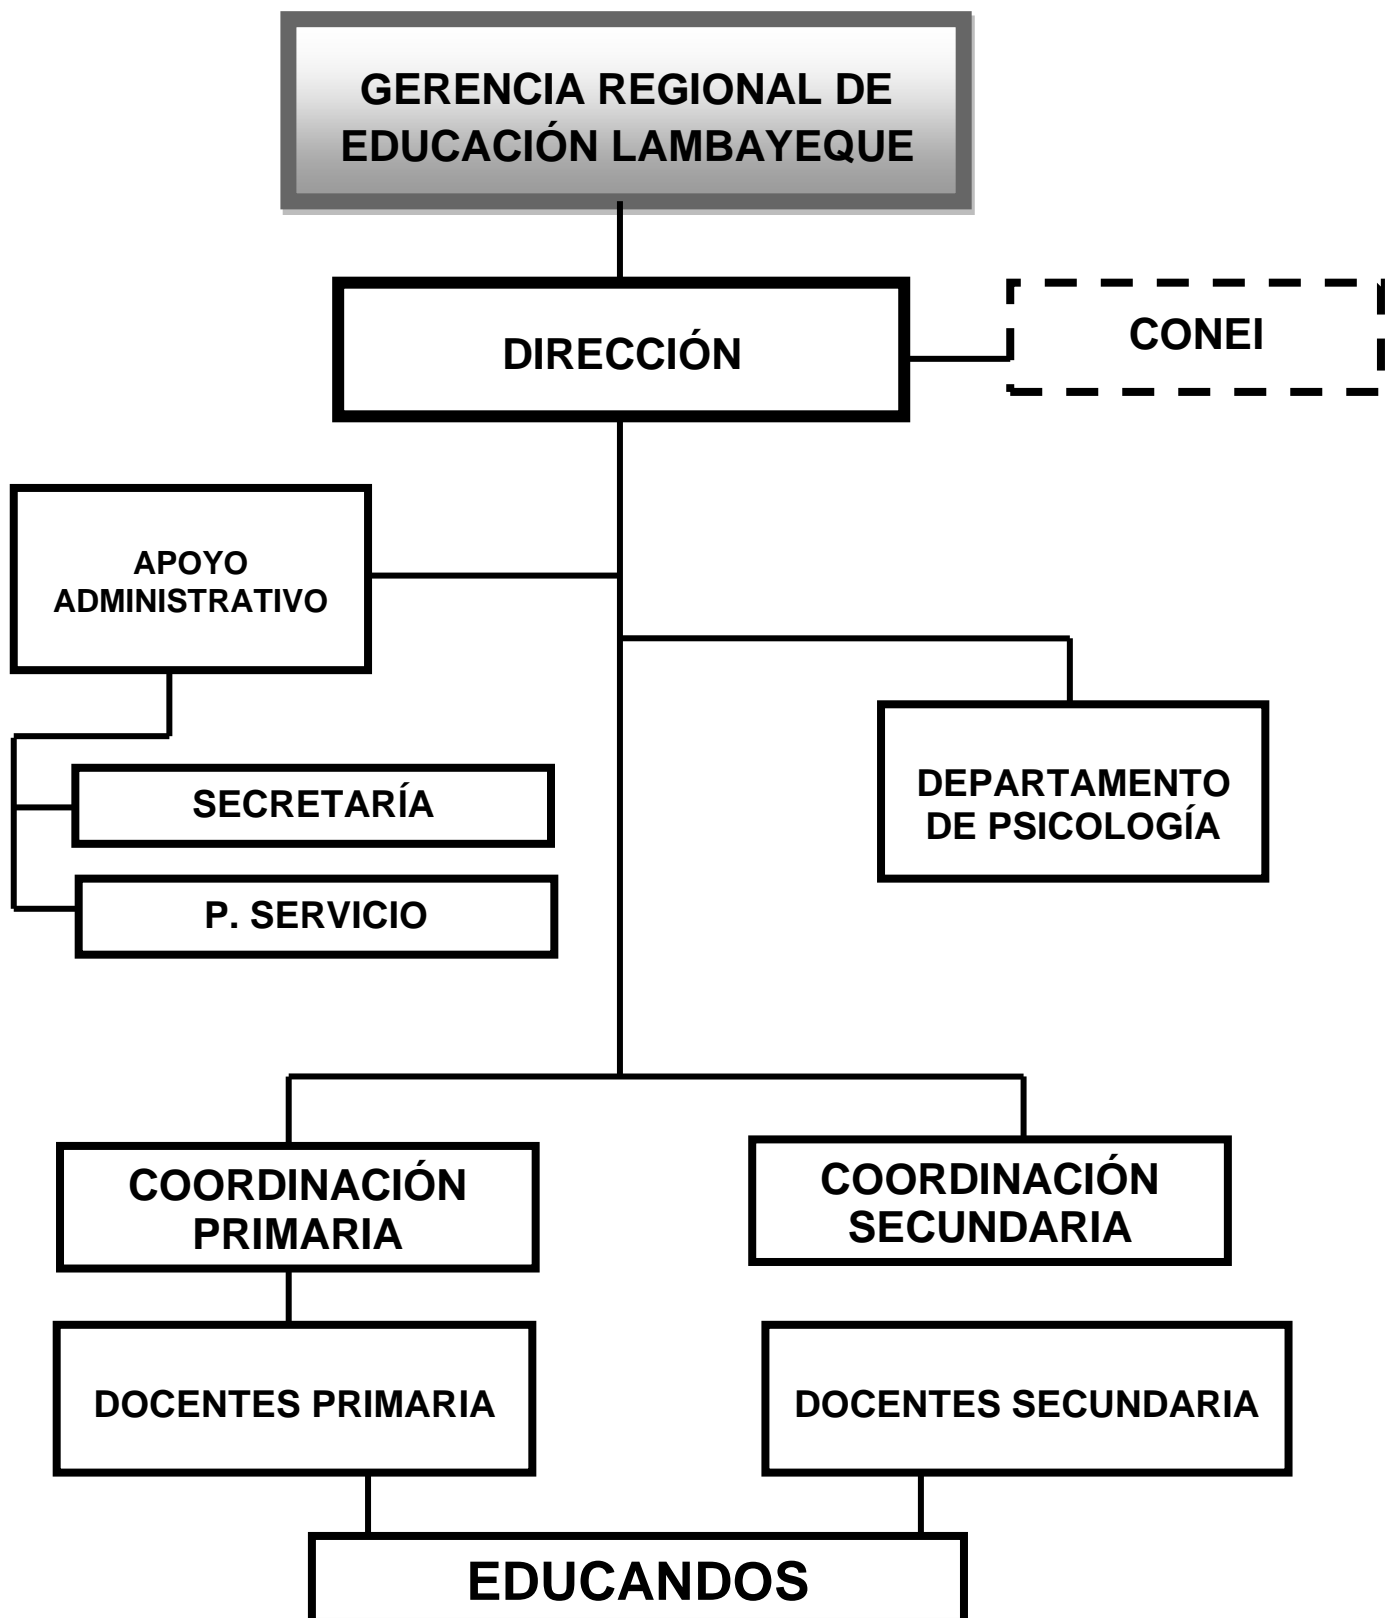 GERENCIA REGIONAL DE
EDUCACIÓN LAMBAYEQUE
DIRECCIÓN
CONEI
APOYO
ADMINISTRATIVO
SECRETARÍA
P. SERVICIO
DEPARTAMENTO
DE PSICOLOGÍA
COORDINACIÓN
PRIMARIA
COORDINACIÓN
SECUNDARIA
DOCENTES PRIMARIA
DOCENTES SECUNDARIA
EDUCANDOS